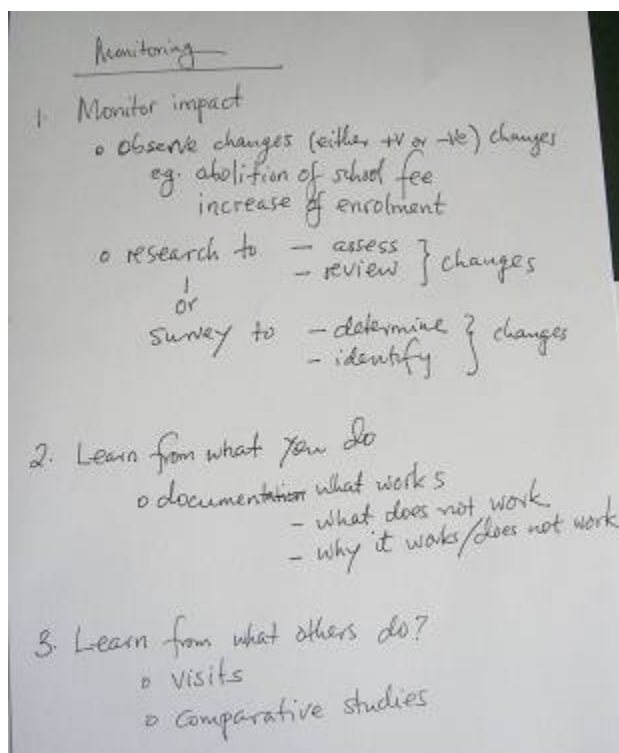 Monitoring
1. Monitor impact
o observe changes (either +v or -ve) changes
eg. abolition of school fee
increase of enrolment
o research to - assess
- review } changes
or
survey to - determine
- identify } changes
2. Learn from what you do
o documentation what works
- what does not work
- why it works/does not work
3. Learn from what others do?
o visits
o comparative studies